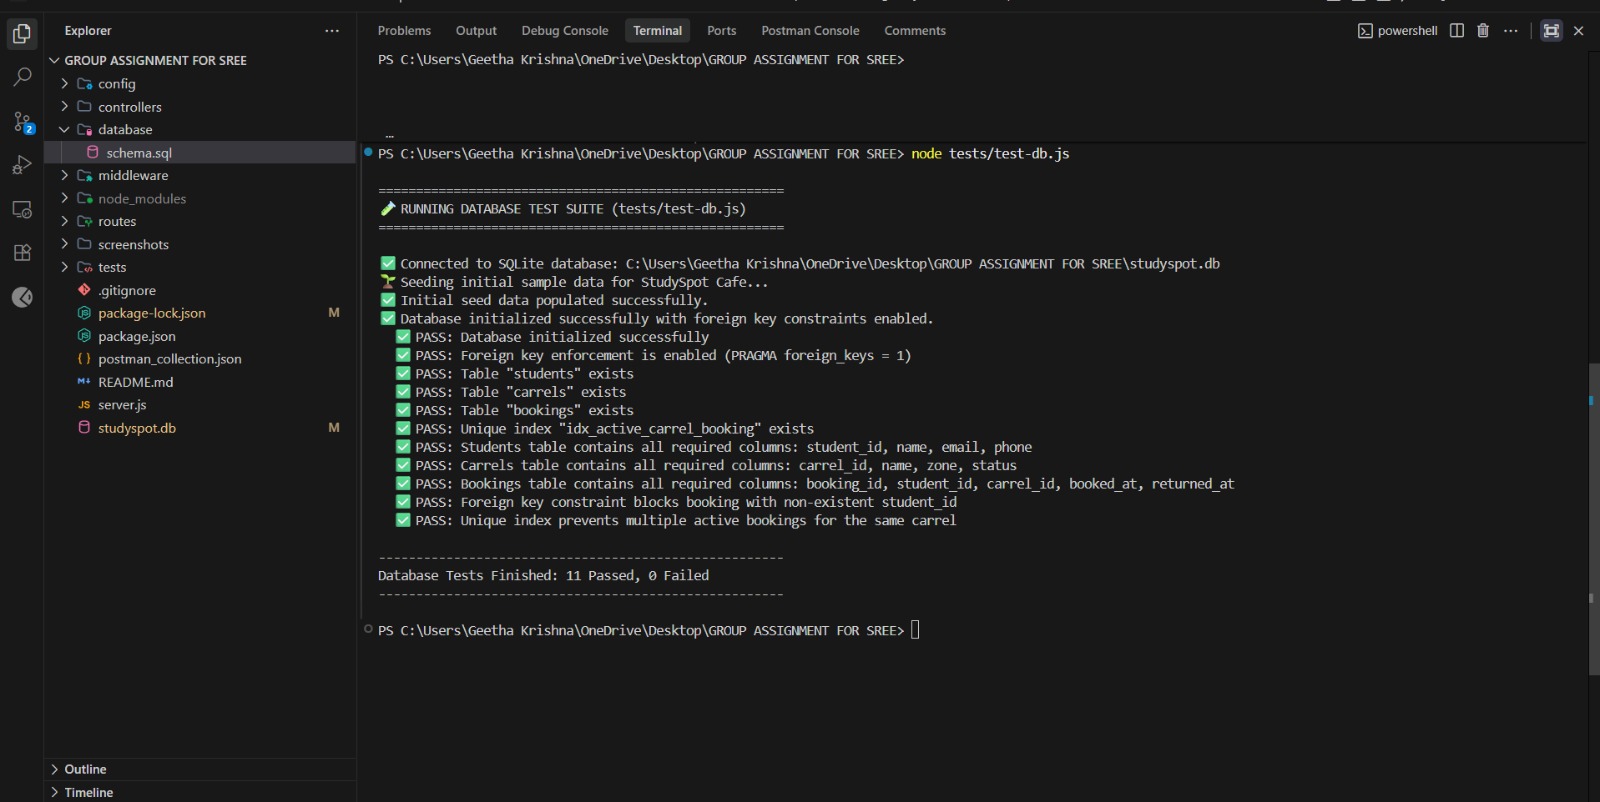 Explorer
GROUP ASSIGNMENT FOR SREE
config
controllers
database
schema.sql
middleware
node_modules
routes
screenshots
tests
.gitignore
package-lock.json M
package.json
postman_collection.json
README.md
server.js
studyspot.db M
Outline
Timeline
2
Problems Output Debug Console Terminal Ports Postman Console Comments powershell
PS C:\Users\Geetha Krishna\OneDrive\Desktop\GROUP ASSIGNMENT FOR SREE>
PS C:\Users\Geetha Krishna\OneDrive\Desktop\GROUP ASSIGNMENT FOR SREE> node tests/test-db.js
======================================================
RUNNING DATABASE TEST SUITE (tests/test-db.js)
======================================================
✅ Connected to SQLite database: C:\Users\Geetha Krishna\OneDrive\Desktop\GROUP ASSIGNMENT FOR SREE\studyspot.db
🌱 Seeding initial sample data for StudySpot Cafe...
✅ Initial seed data populated successfully.
✅ Database initialized successfully with foreign key constraints enabled.
✅ PASS: Database initialized successfully
✅ PASS: Foreign key enforcement is enabled (PRAGMA foreign_keys = 1)
✅ PASS: Table "students" exists
✅ PASS: Table "carrels" exists
✅ PASS: Table "bookings" exists
✅ PASS: Unique index "idx_active_carrel_booking" exists
✅ PASS: Students table contains all required columns: student_id, name, email, phone
✅ PASS: Carrels table contains all required columns: carrel_id, name, zone, status
✅ PASS: Bookings table contains all required columns: booking_id, student_id, carrel_id, booked_at, returned_at
✅ PASS: Foreign key constraint blocks booking with non-existent student_id
✅ PASS: Unique index prevents multiple active bookings for the same carrel
------------------------------------------------------
Database Tests Finished: 11 Passed, 0 Failed
------------------------------------------------------
PS C:\Users\Geetha Krishna\OneDrive\Desktop\GROUP ASSIGNMENT FOR SREE>